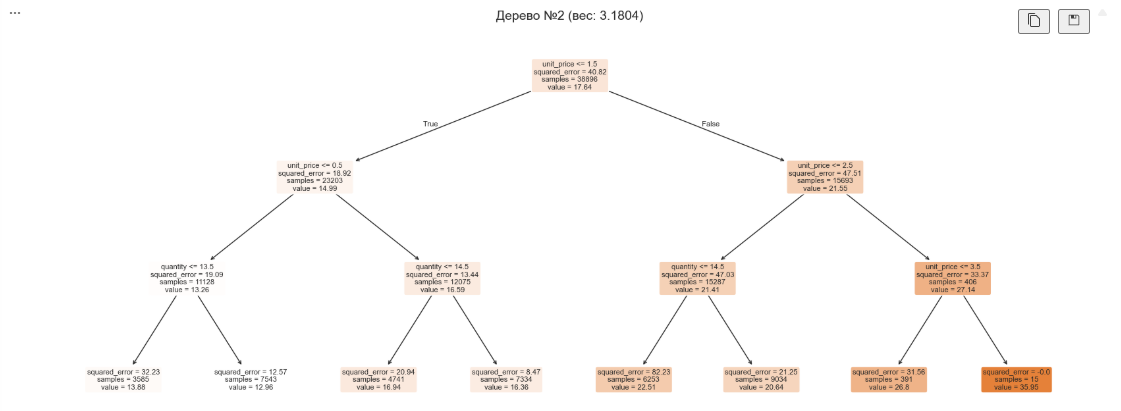 ...
Дерево №2 (вес: 3.1804)
unit_price <= 1.5
squared_error = 40.82
samples = 38896
value = 17.64
True
False
unit_price <= 0.5
squared_error = 18.92
samples = 23203
value = 14.99
unit_price <= 2.5
squared_error = 47.51
samples = 15693
value = 21.55
quantity <= 13.5
squared_error = 19.09
samples = 11128
value = 13.26
quantity <= 14.5
squared_error = 13.44
samples = 12075
value = 16.59
quantity <= 14.5
squared_error = 47.03
samples = 15287
value = 21.41
unit_price <= 3.5
squared_error = 33.37
samples = 406
value = 27.14
squared_error = 32.23
samples = 3585
value = 13.88
squared_error = 12.57
samples = 7543
value = 12.96
squared_error = 20.94
samples = 4741
value = 16.94
squared_error = 8.47
samples = 7334
value = 16.36
squared_error = 82.23
samples = 6253
value = 22.51
squared_error = 21.25
samples = 9034
value = 20.64
squared_error = 31.56
samples = 391
value = 26.8
squared_error = -0.0
samples = 15
value = 35.95